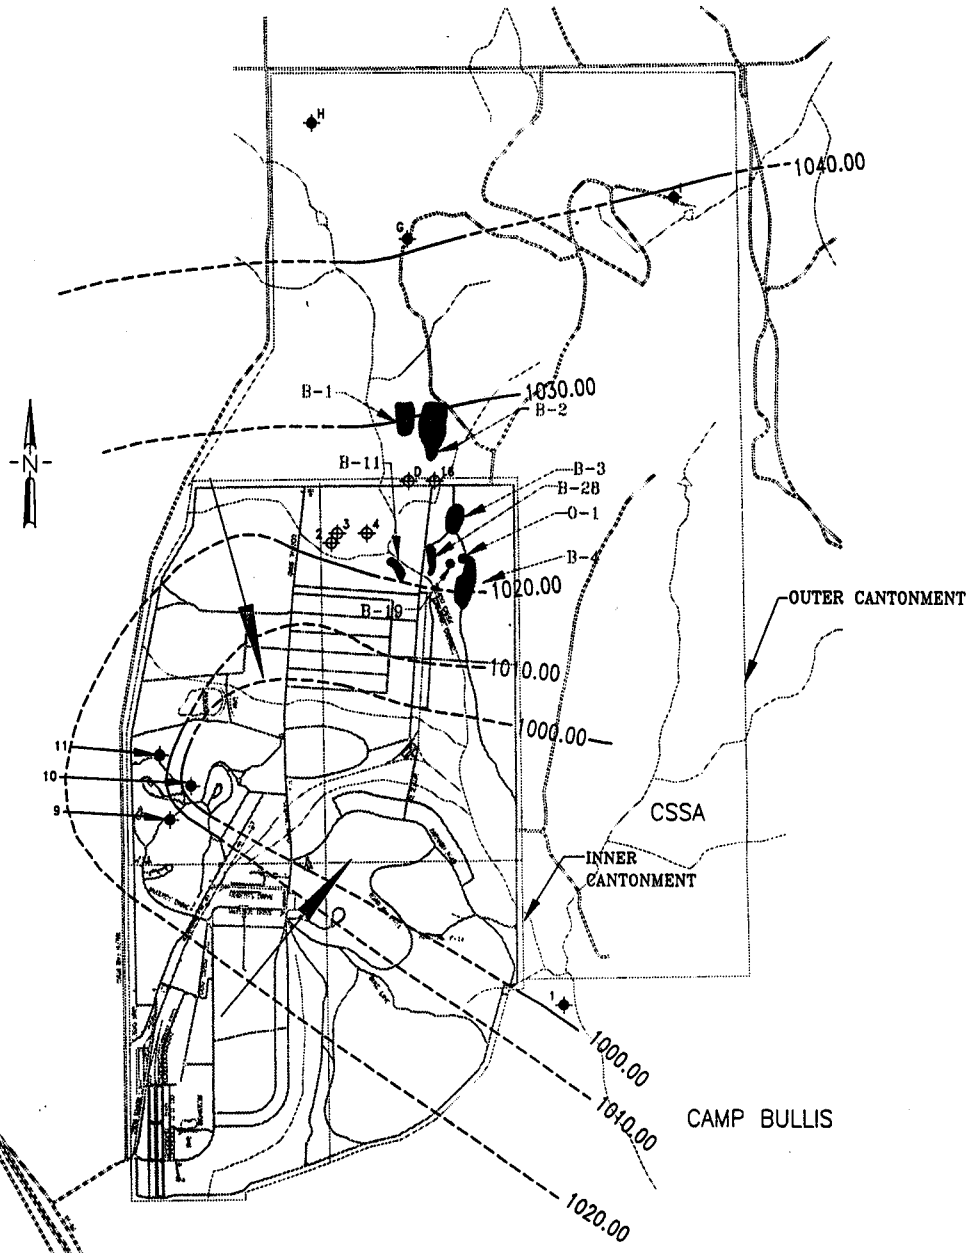 H
1040.00
G
1030.00
B-1
B-2
N
B-11
D
16
B-3
B-28
O-1
B-4
2
3
4
1020.00
B-19
OUTER CANTONMENT
1010.00
1000.00
11
10
9
CSSA
INNER
CANTONMENT
1
1000.00
1010.00
CAMP BULLIS
1020.00